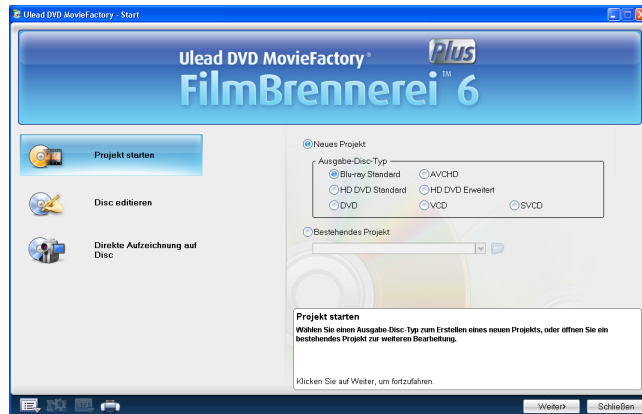 Ulead DVD MovieFactory - Start
Ulead DVD MovieFactory® Plus
FilmBrennerei™ 6
Projekt starten
Disc editieren
Direkte Aufzeichnung auf
Disc
Neues Projekt
Ausgabe-Disc-Typ
Blu-ray Standard AVCHD
HD DVD Standard HD DVD Erweitert
DVD VCD SVCD
Bestehendes Projekt
Projekt starten
Wählen Sie einen Ausgabe-Disc-Typ zum Erstellen eines neuen Projekts, oder öffnen Sie ein
bestehendes Projekt zur weiteren Bearbeitung.
Klicken Sie auf Weiter, um fortzufahren.
Weiter> Schließen